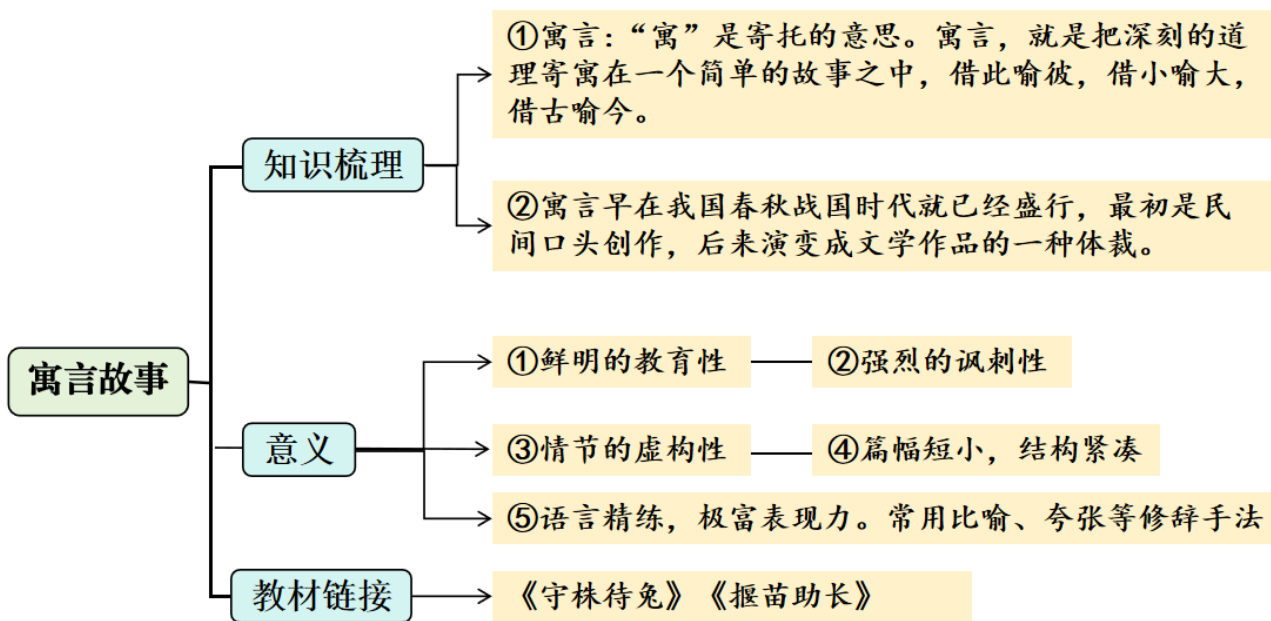 ①寓言：“寓”是寄托的意思。寓言，就是把深刻的道
理寄寓在一个简单的故事之中，借此喻彼，借小喻大，
借古喻今。
知识梳理
②寓言早在我国春秋战国时代就已经盛行，最初是民
间口头创作，后来演变成文学作品的一种体裁。
寓言故事
①鲜明的教育性
②强烈的讽刺性
意义
③情节的虚构性
④篇幅短小，结构紧凑
⑤语言精练，极富表现力。常用比喻、夸张等修辞手法
教材链接
《守株待兔》《揠苗助长》